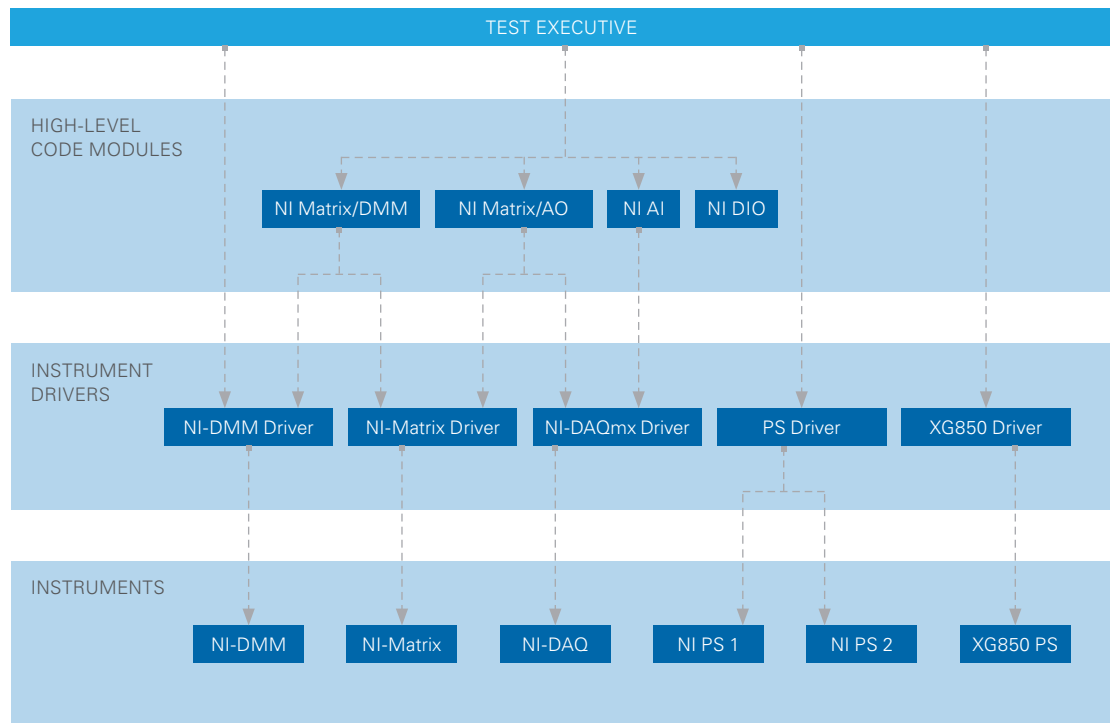 TEST EXECUTIVE
HIGH-LEVEL
CODE MODULES
NI Matrix/DMM
NI Matrix/AO
NI AI
NI DIO
INSTRUMENT
DRIVERS
NI-DMM Driver
NI-Matrix Driver
NI-DAQmx Driver
PS Driver
XG850 Driver
INSTRUMENTS
NI-DMM
NI-Matrix
NI-DAQ
NI PS 1
NI PS 2
XG850 PS